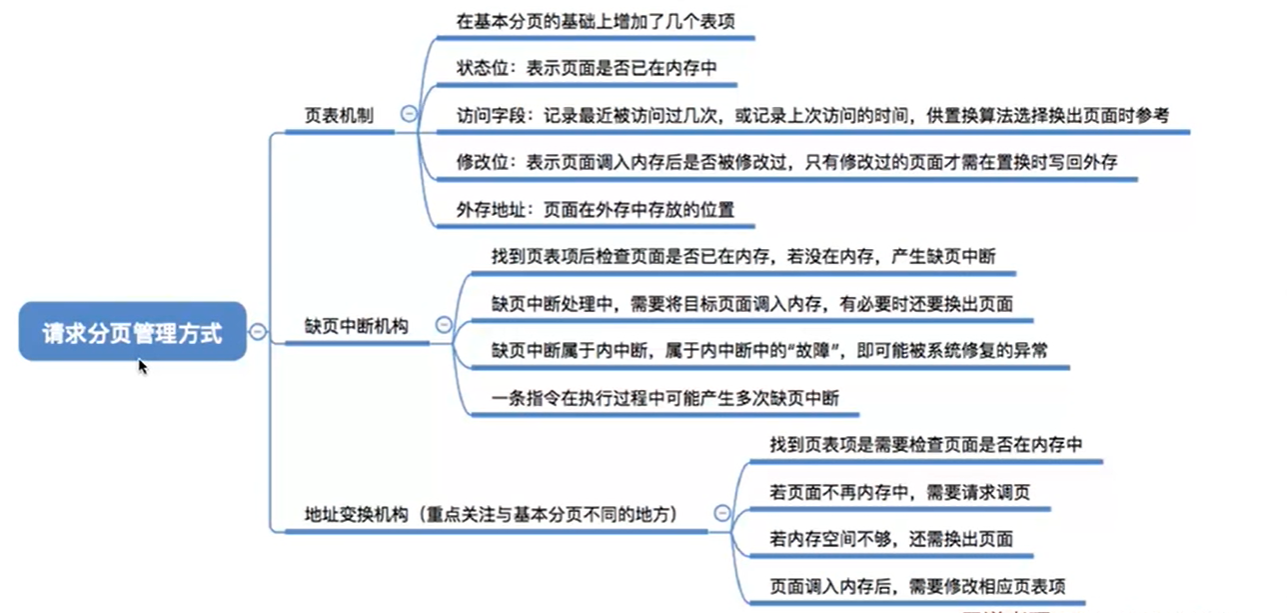 在基本分页的基础上增加了几个表项
状态位：表示页面是否已在内存中
页表机制
访问字段：记录最近被访问过几次，或记录上次访问的时间，供置换算法选择换出页面时参考
修改位：表示页面调入内存后是否被修改过，只有修改过的页面才需在置换时写回外存
外存地址：页面在外存中存放的位置
找到页表项后检查页面是否已在内存，若没在内存，产生缺页中断
缺页中断处理中，需要将目标页面调入内存，有必要时还要换出页面
请求分页管理方式
缺页中断机构
缺页中断属于内中断，属于内中断中的“故障”，即可能被系统修复的异常
一条指令在执行过程中可能产生多次缺页中断
找到页表项是需要检查页面是否在内存中
若页面不再内存中，需要请求调页
地址变换机构（重点关注与基本分页不同的地方）
若内存空间不够，还需换出页面
页面调入内存后，需要修改相应页表项